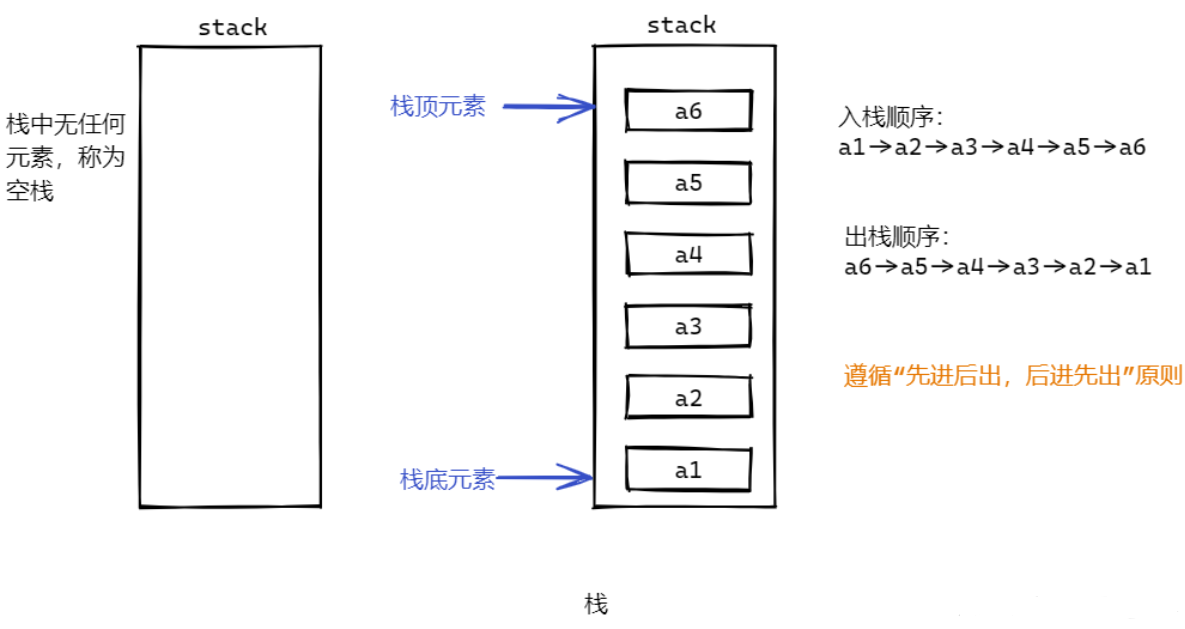 stack
栈中无任何
元素，称为
空栈
stack
栈顶元素
a6
a5
a4
a3
a2
a1
栈底元素
入栈顺序：
a1→a2→a3→a4→a5→a6
出栈顺序：
a6→a5→a4→a3→a2→a1
遵循“先进后出，后进先出”原则
栈